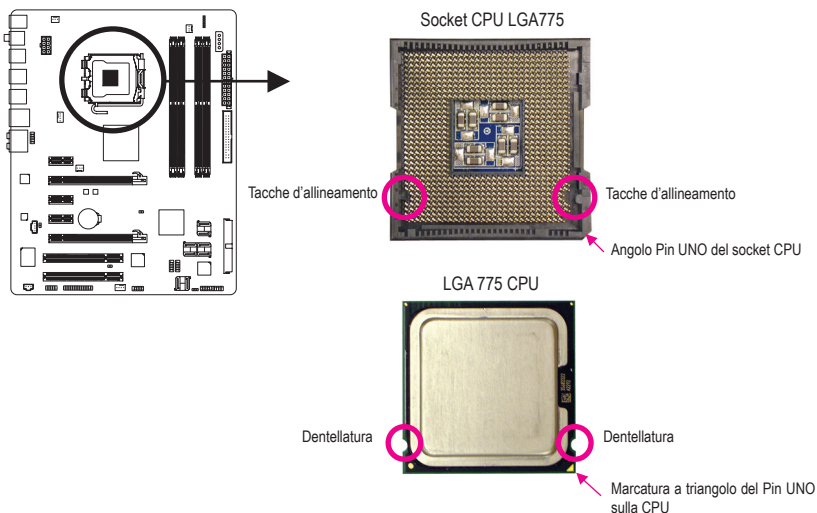 Socket CPU LGA775
Tacche d'allineamento
Tacche d'allineamento
Angolo Pin UNO del socket CPU
LGA 775 CPU
Dentellatura
Dentellatura
Marcatura a triangolo del Pin UNO
sulla CPU